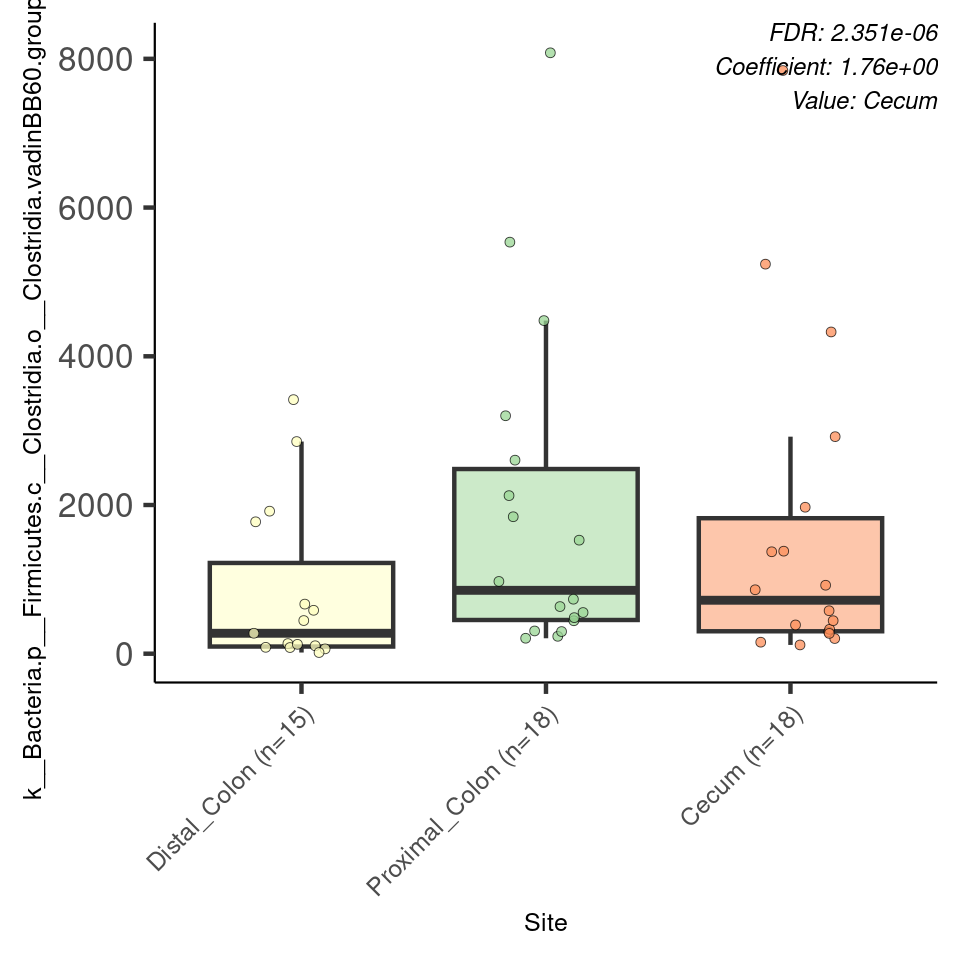 FDR: 2.351e-06
Coefficient: 1.76e+00
Value: Cecum
k__Bacteria.p__Firmicutes.c__Clostridia.o__Clostridia.vadinBB60.group
8000
6000
4000
2000
0
Distal_Colon (n=15)
Proximal_Colon (n=18)
Cecum (n=18)
Site